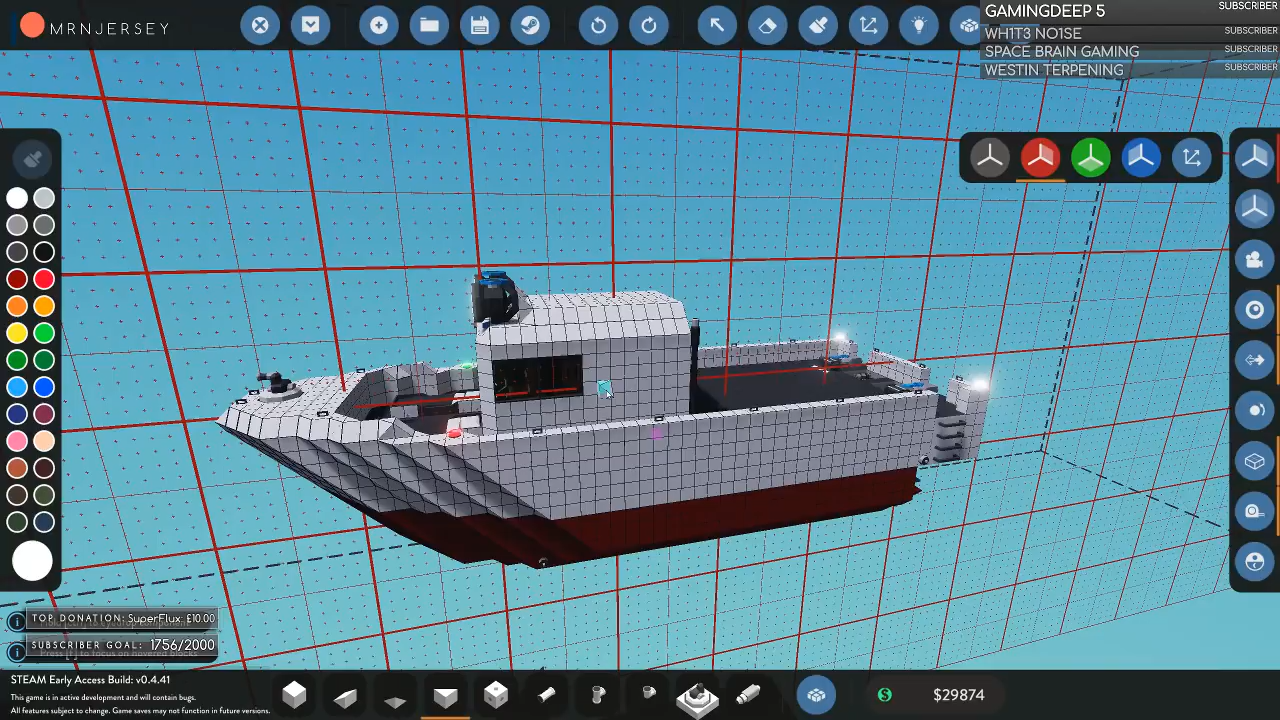 MRNJERSEY
GAMINGDEEP 5 SUBSCRIBER
WH1T3 NO1SE SUBSCRIBER
SPACE BRAIN GAMING SUBSCRIBER
WESTIN TERPENING SUBSCRIBER
TOP DONATION: SuperFlux: £10.00
SUBSCRIBER GOAL: 1756/2000
STEAM Early Access Build: v0.4.41
This game is in active development and will contain bugs.
All features subject to change. Game saves may not function in future versions.
$ $29874